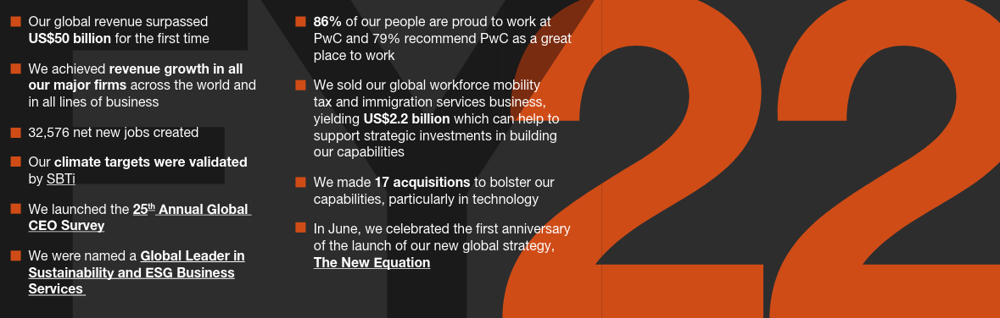 Our global revenue surpassed
US$50 billion for the first time
We achieved revenue growth in all
our major firms across the world and
in all lines of business
32,576 net new jobs created
Our climate targets were validated
by SBTi
We launched the 25th Annual Global
CEO Survey
We were named a Global Leader in
Sustainability and ESG Business
Services
86% of our people are proud to work at
PwC and 79% recommend PwC as a great
place to work
We sold our global workforce mobility
tax and immigration services business,
yielding US$2.2 billion which can help to
support strategic investments in building
our capabilities
We made 17 acquisitions to bolster our
capabilities, particularly in technology
In June, we celebrated the first anniversary
of the launch of our new global strategy,
The New Equation
FY22